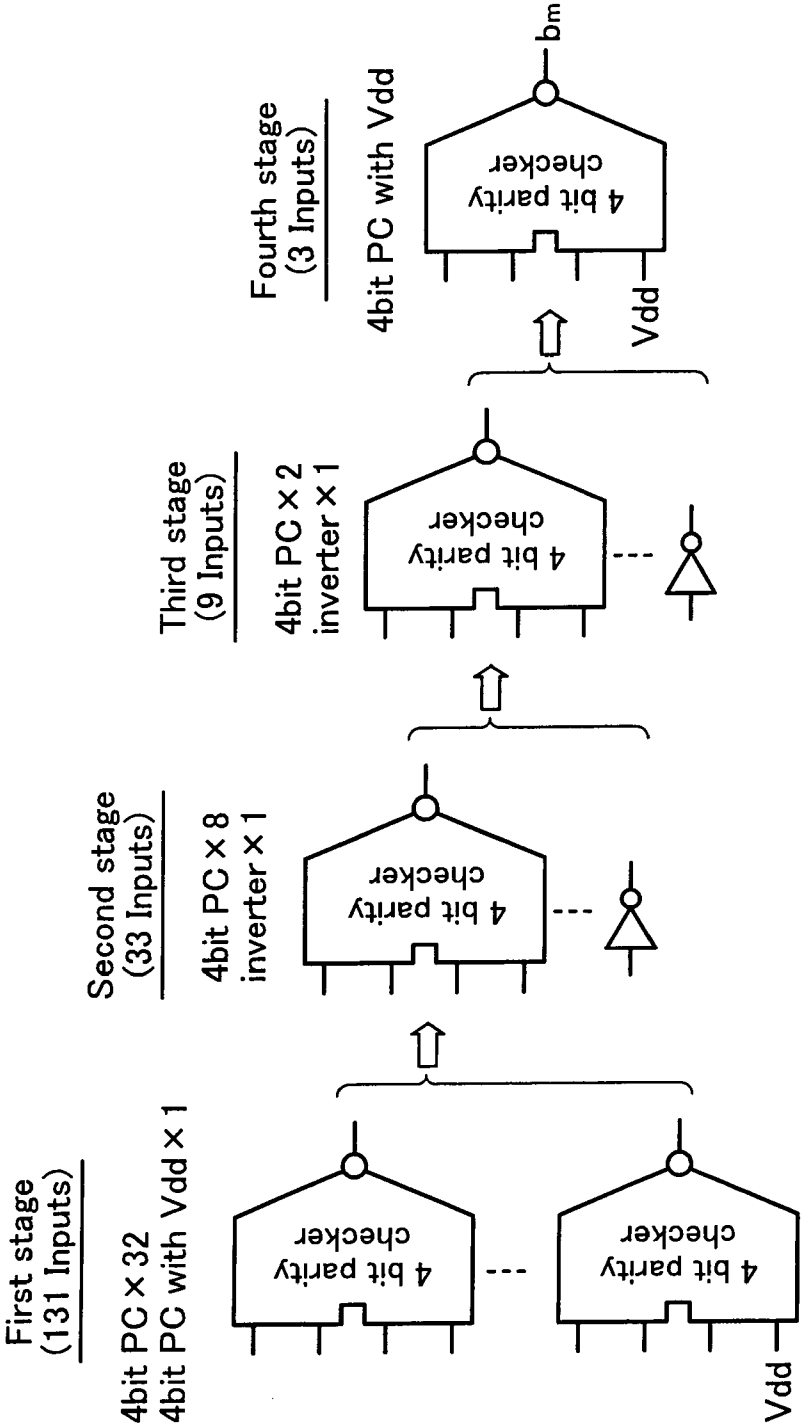 First stage
(131 Inputs)
4bit PC×32
4bit PC with Vdd×1
4 bit parity
checker
4 bit parity
checker
Vdd
Second stage
(33 Inputs)
4bit PC×8
inverter×1
4 bit parity
checker
Third stage
(9 Inputs)
4bit PC×2
inverter×1
4 bit parity
checker
Fourth stage
(3 Inputs)
4bit PC with Vdd
4 bit parity
checker
Vdd
bm